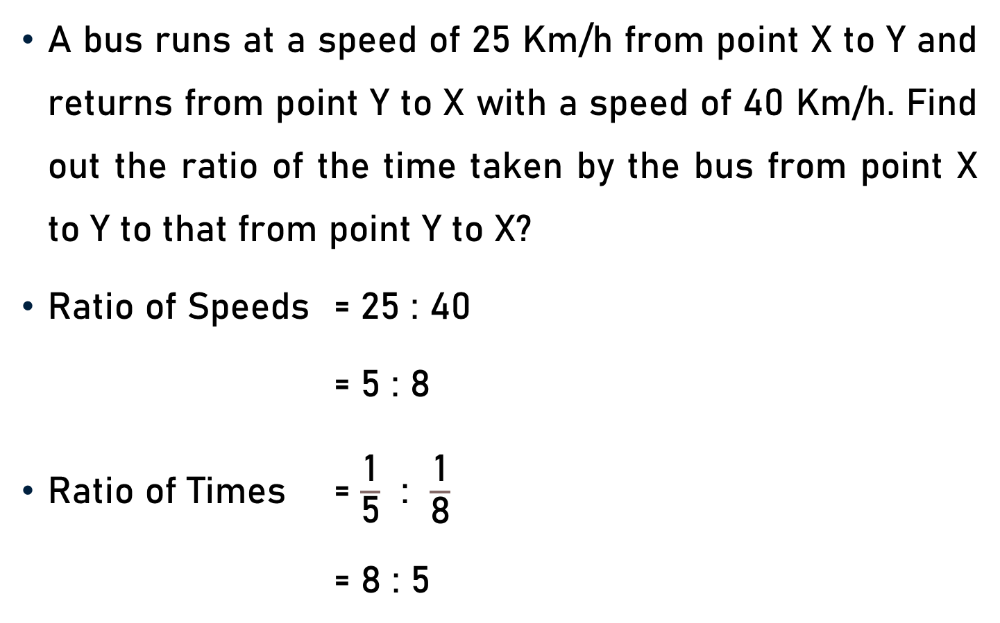 • A bus runs at a speed of 25 Km/h from point X to Y and
returns from point Y to X with a speed of 40 Km/h. Find
out the ratio of the time taken by the bus from point X
to Y to that from point Y to X?
• Ratio of Speeds = 25 : 40
= 5 : 8
• Ratio of Times = 1/5 : 1/8
= 8 : 5